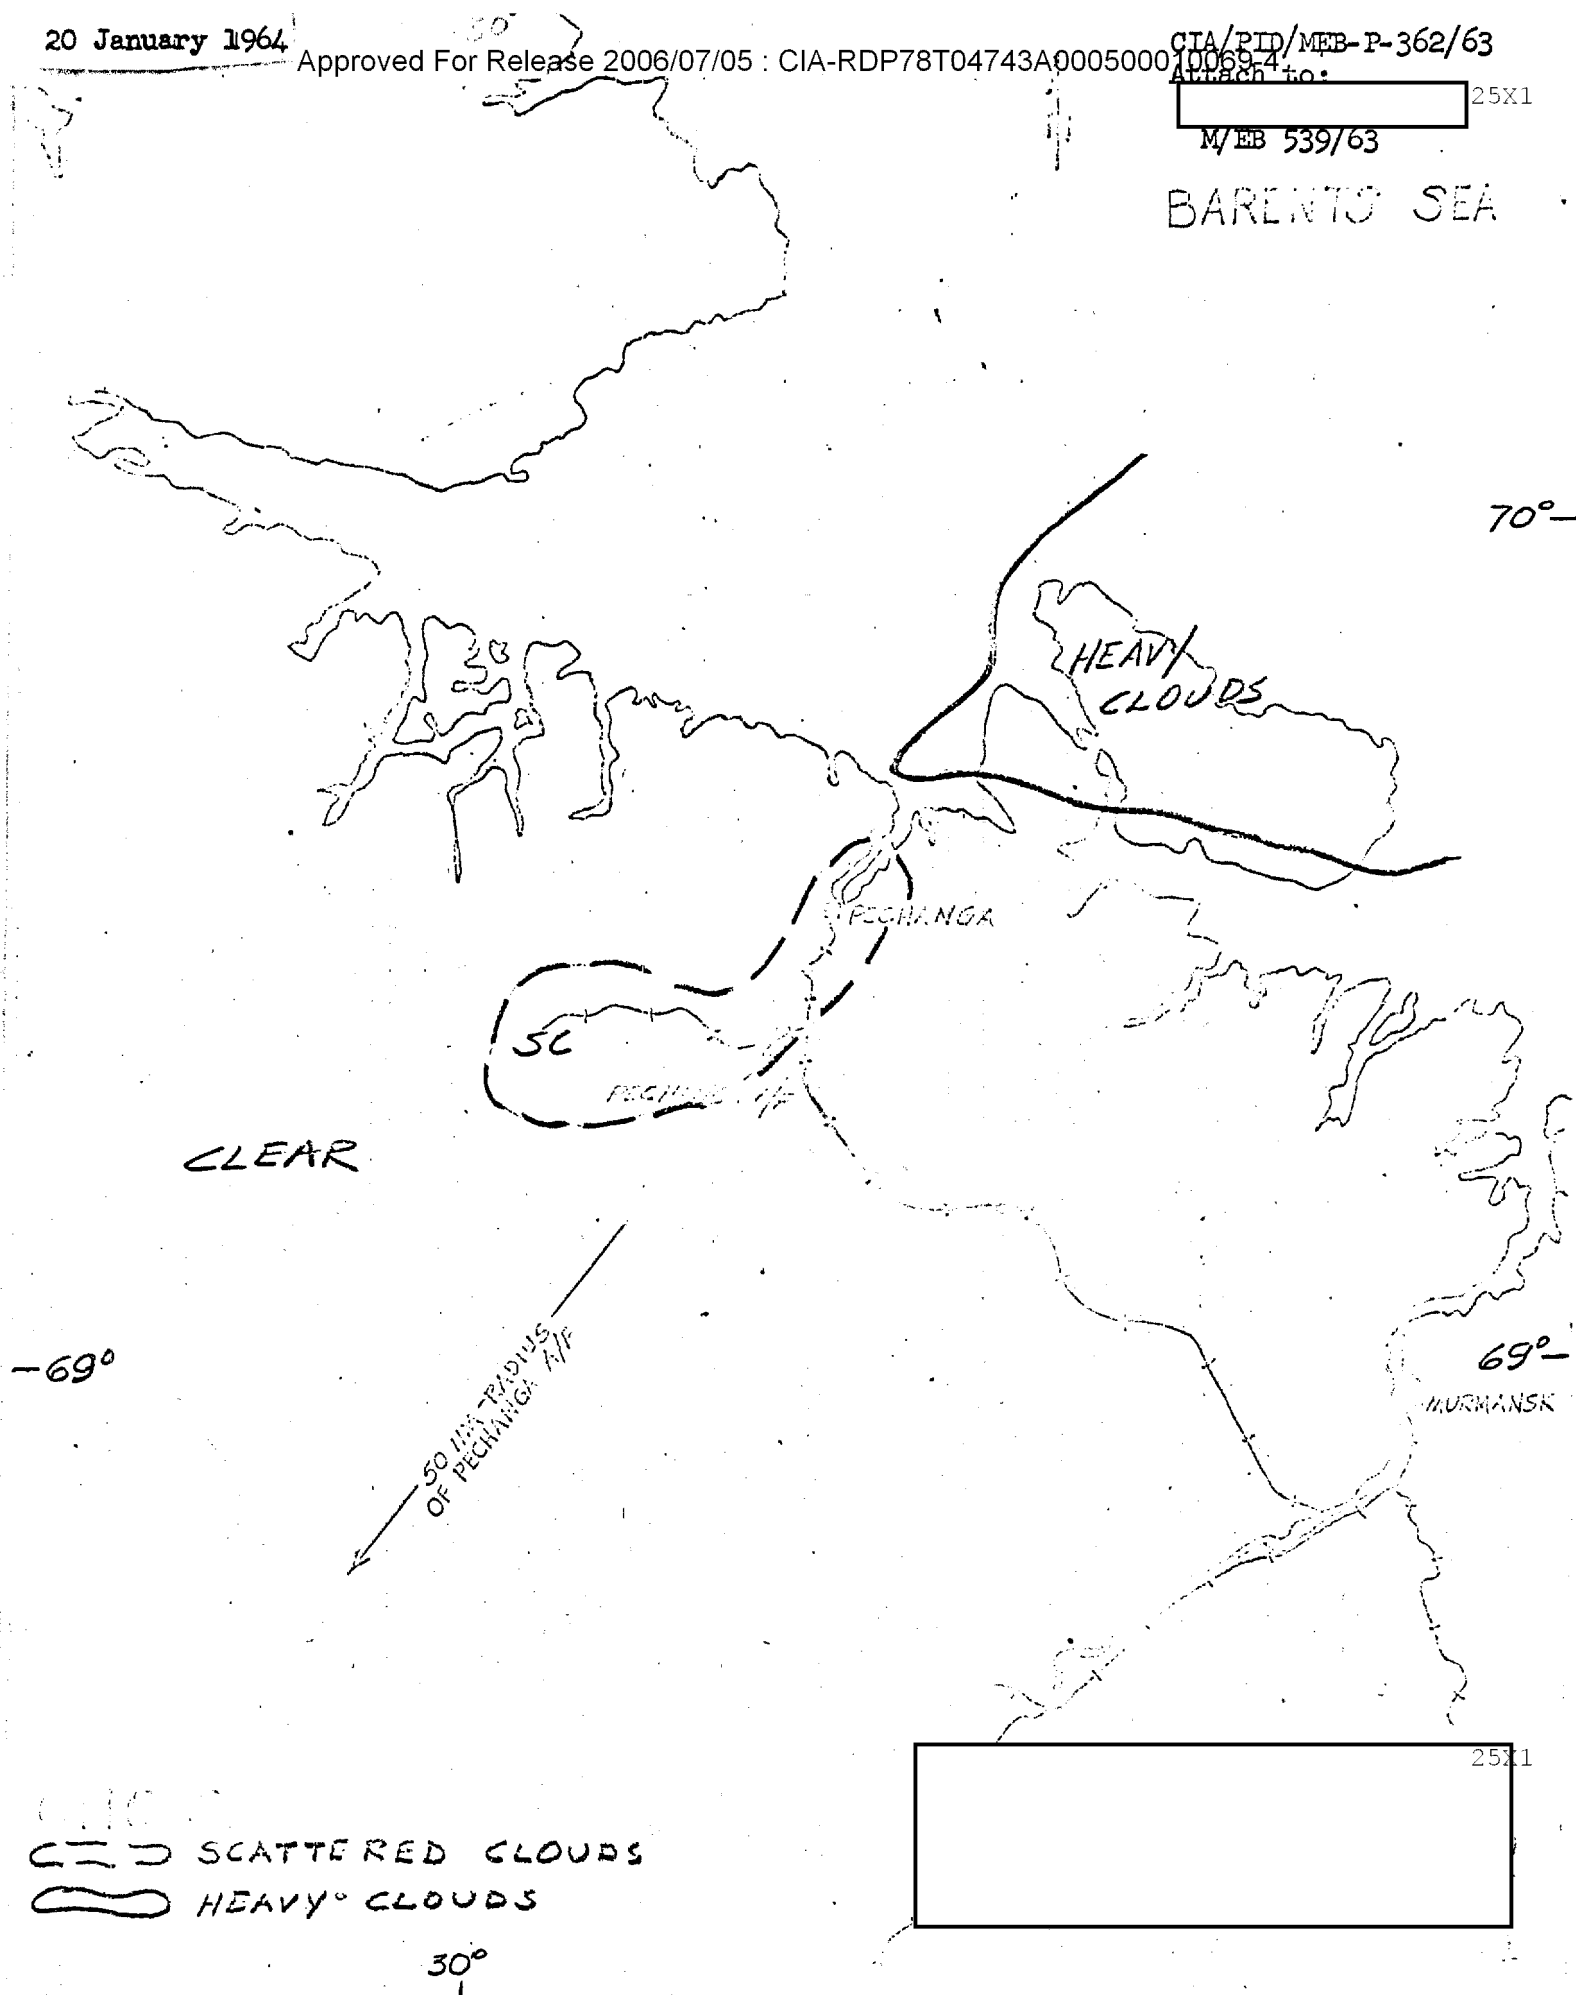 20 January 1964
30°
Approved For Release 2006/07/05 : CIA-RDP78T04743A000500010069-4
CIA/PID/MEB-P-362/63
Attach to:
25X1
M/EB 539/63
BARENTS SEA
70°
HEAVY
CLOUDS
PECHANGA
SC
A/F
CLEAR
50 NM RADIUS
OF PECHANGA A/F
69°
69°
MURMANSK
25X1
SCATTERED CLOUDS
HEAVY CLOUDS
30°